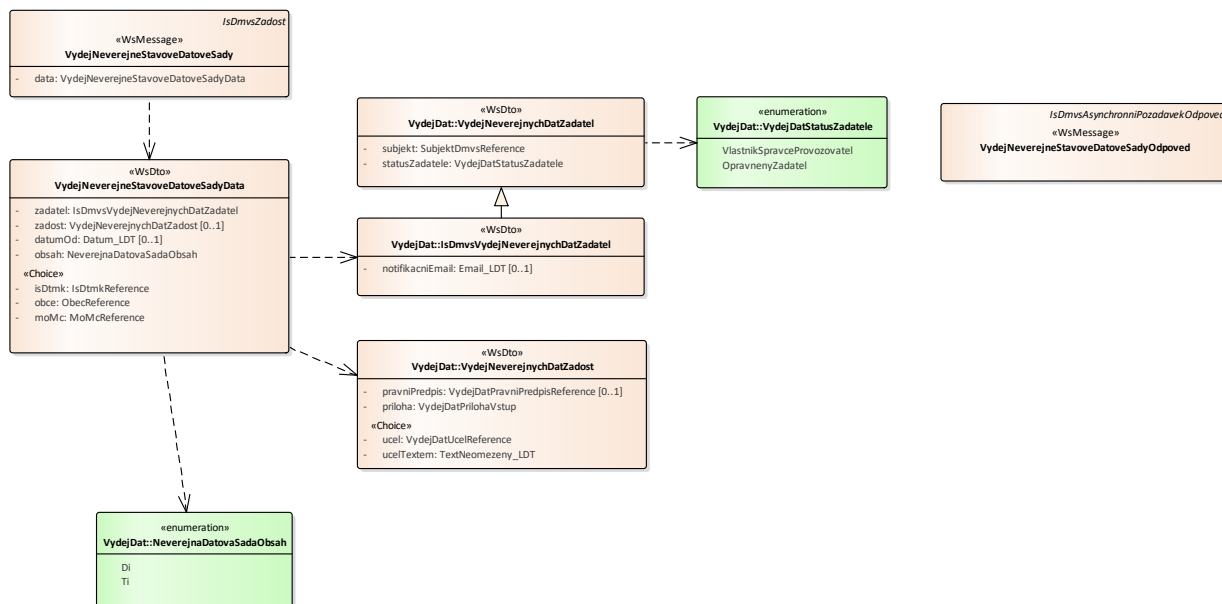 IsDmvsZadost
«WsMessage»
VydejNeverejneStavoveDatoveSady
- data: VydejNeverejneStavoveDatoveSadyData
«WsDto»
VydejNeverejneStavoveDatoveSadyData
- zadatel: IsDmvsVydejNeverejnychDatZadatel
- zadost: VydejNeverejnychDatZadost [0..1]
- datumOd: Datum_LDT [0..1]
- obsah: NeverejnaDatovaSadaObsah
«Choice»
- isDtmk: IsDtmkReference
- obce: ObecReference
- moMc: MoMcReference
«WsDto»
VydejDat::VydejNeverejnychDatZadatel
- subjekt: SubjektDmvsReference
- statusZadatele: VydejDatStatusZadatele
«enumeration»
VydejDat::VydejDatStatusZadatele
VlastnikSpravceProvozovatel
OpravnenyZadatel
IsDmvsAsynchronniPozadavekOdpoved
«WsMessage»
VydejNeverejneStavoveDatoveSadyOdpoved
«WsDto»
VydejDat::IsDmvsVydejNeverejnychDatZadatel
- notifikacniEmail: Email_LDT [0..1]
«WsDto»
VydejDat::VydejNeverejnychDatZadost
- pravniPredpis: VydejDatPravniPredpisReference [0..1]
- priloha: VydejDatPrilohaVstup
«Choice»
- ucel: VydejDatUcelReference
- ucelTextem: TextNeomezeny_LDT
«enumeration»
VydejDat::NeverejnaDatovaSadaObsah
Di
Ti